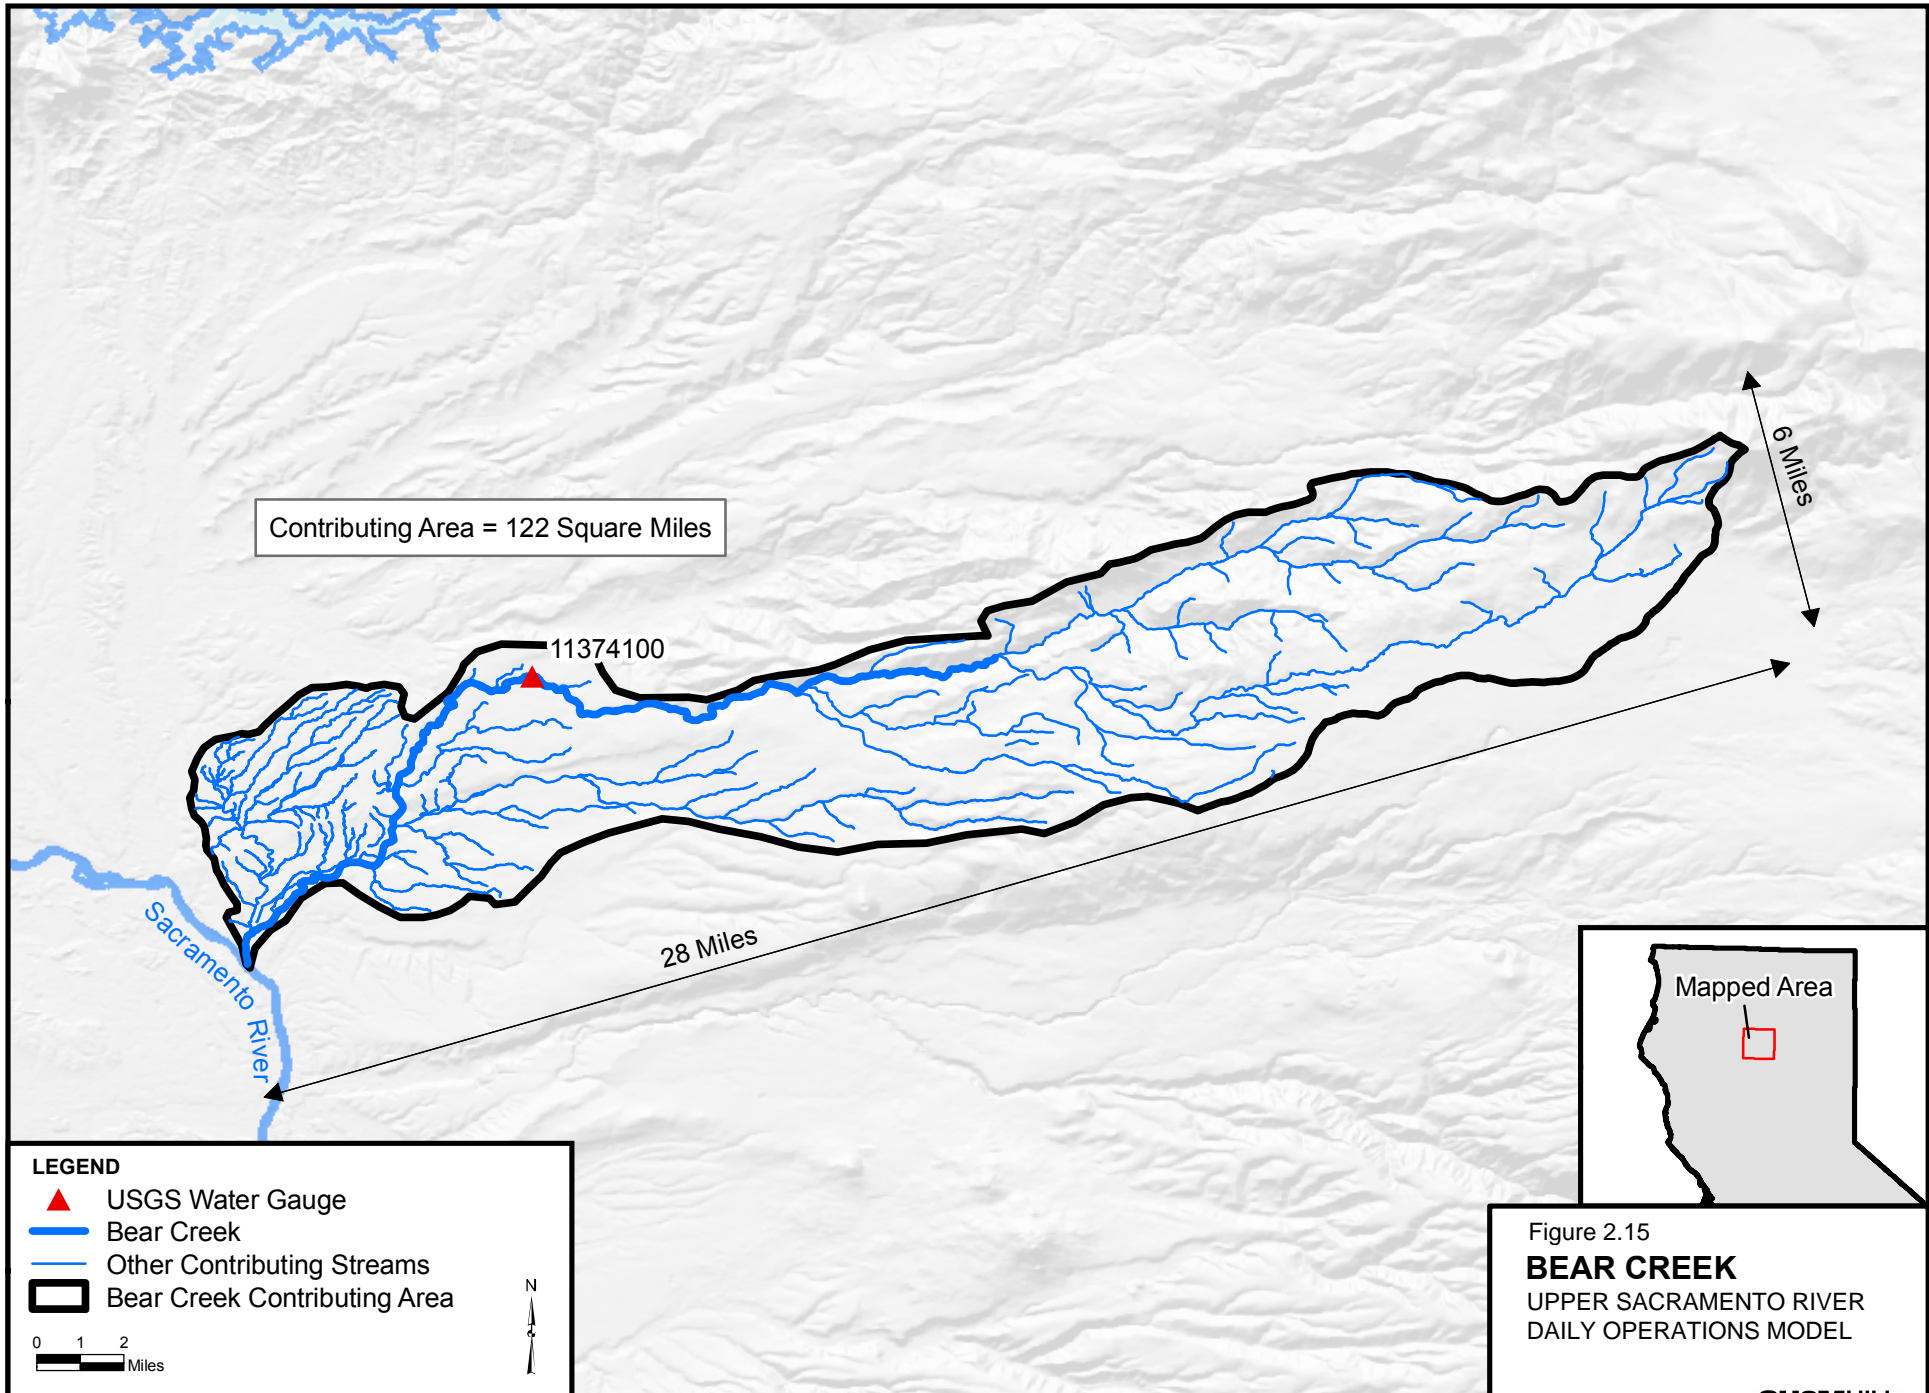 6 Miles
Contributing Area = 122 Square Miles
11374100
28 Miles
Sacramento River
Mapped Area
LEGEND
USGS Water Gauge
Bear Creek
Other Contributing Streams
Bear Creek Contributing Area
N
0 1 2
Miles
Figure 2.15
BEAR CREEK
UPPER SACRAMENTO RIVER
DAILY OPERATIONS MODEL